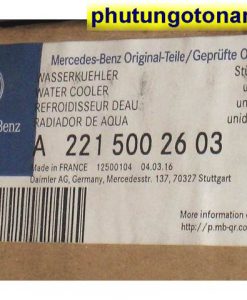 phutungotonar
Mercedes-Benz Original-Teile/Geprüfte O
WASSERKUEHLER
WATER COOLER
REFROIDISSEUR DEAU
RADIADOR DE AQUA
Benz
A 221 500 26 03
Made in FRANCE 12500104 04.03.16
Daimler AG, Germany, Mercedesstr. 137, 70327 Stuttgart
More information
http://p.mb-qr.com